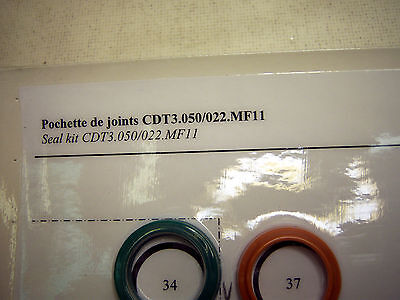 Pochette de joints CDT3.050/022.MF11
Seal kit CDT3.050/022.MF11
34 37